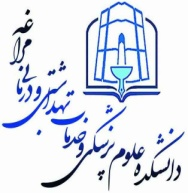 دانشکده علوم پزشکی و خدمات بهداشتی و درمانی مراغه